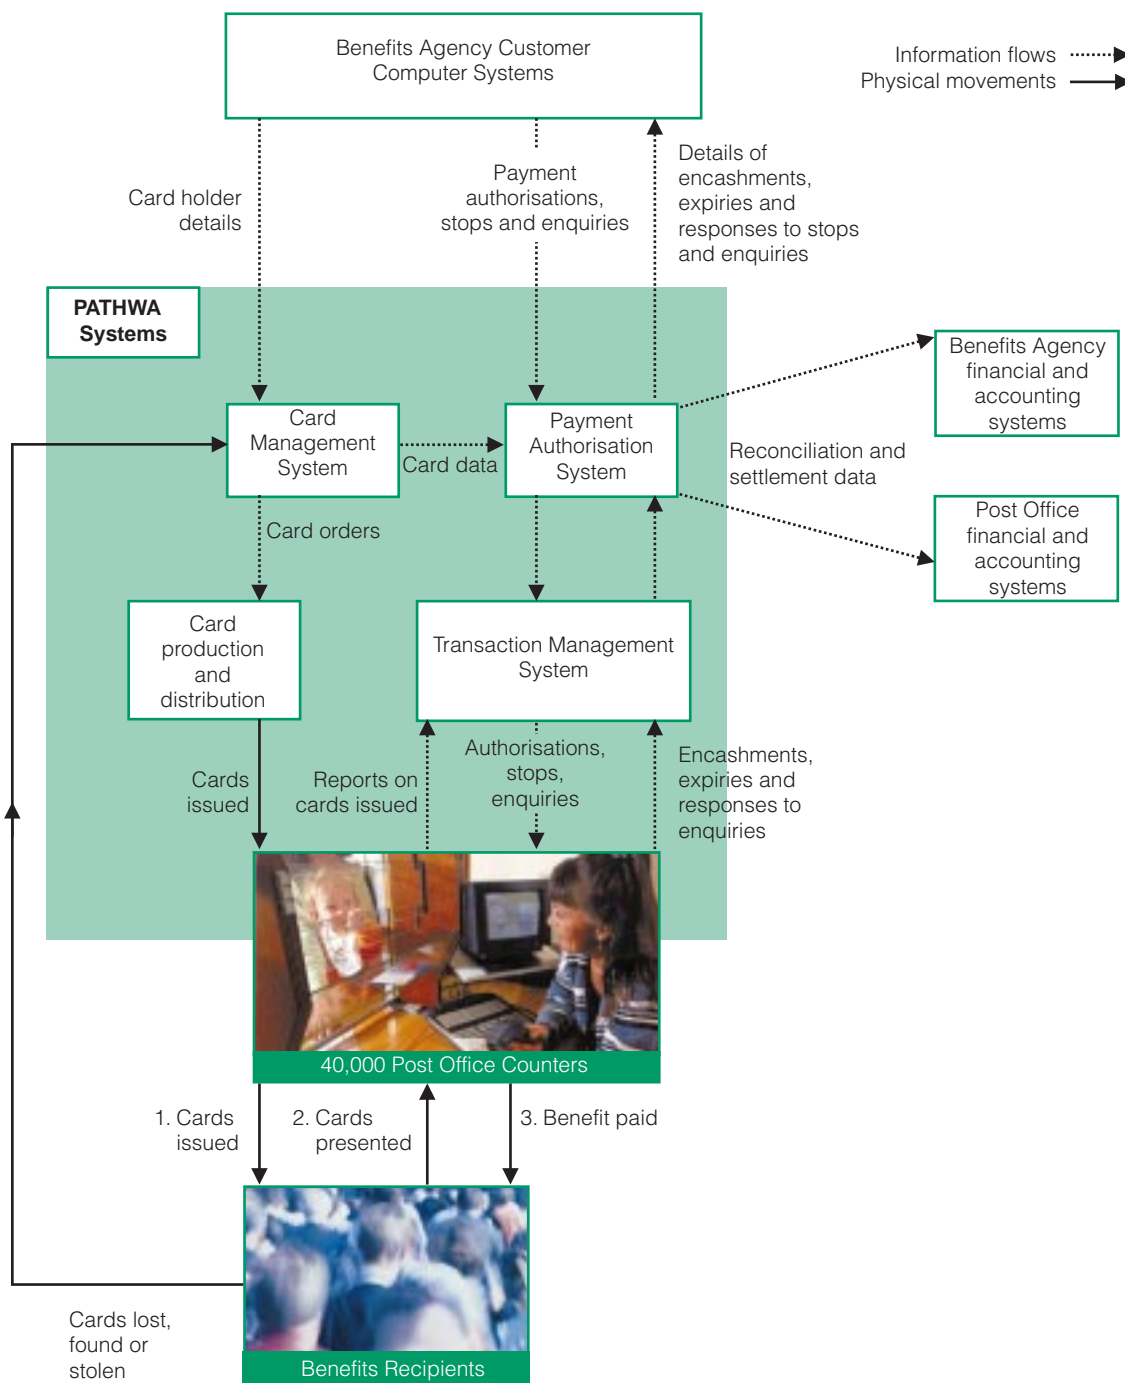 Benefits Agency Customer
Computer Systems
Information flows
Physical movements
Card holder
details
Payment
authorisations,
stops and enquiries
Details of
encashments,
expiries and
responses to stops
and enquiries
PATHWA
Systems
Card
Management
System
Card data
Payment
Authorisation
System
Benefits Agency
financial and
accounting
systems
Reconciliation and
settlement data
Post Office
financial and
accounting
systems
Card orders
Card
production
and
distribution
Transaction Management
System
Cards
issued
Reports on
cards issued
Authorisations,
stops,
enquiries
Encashments,
expiries and
responses to
enquiries
40,000 Post Office Counters
1. Cards
issued
2. Cards
presented
3. Benefit paid
Cards lost,
found or
stolen
Benefits Recipients